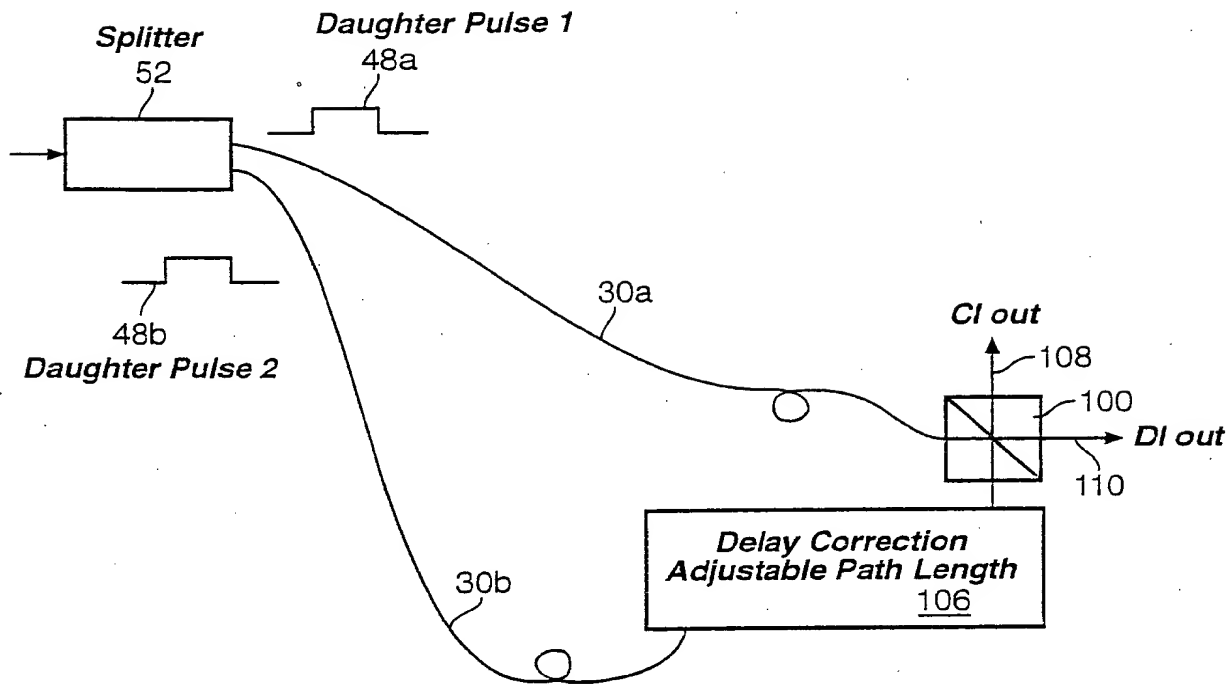 Splitter
52
Daughter Pulse 1
48a
48b
Daughter Pulse 2
30a
CI out
108
100
DI out
110
Delay Correction
Adjustable Path Length
106
30b